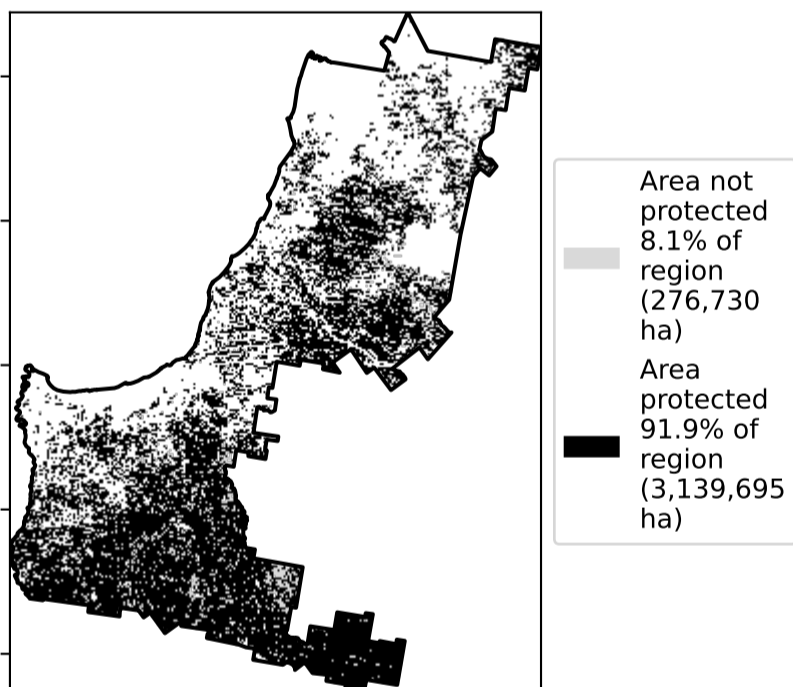 Area not
protected
8.1% of
region
(276,730
ha)
Area
protected
91.9% of
region
(3,139,695
ha)